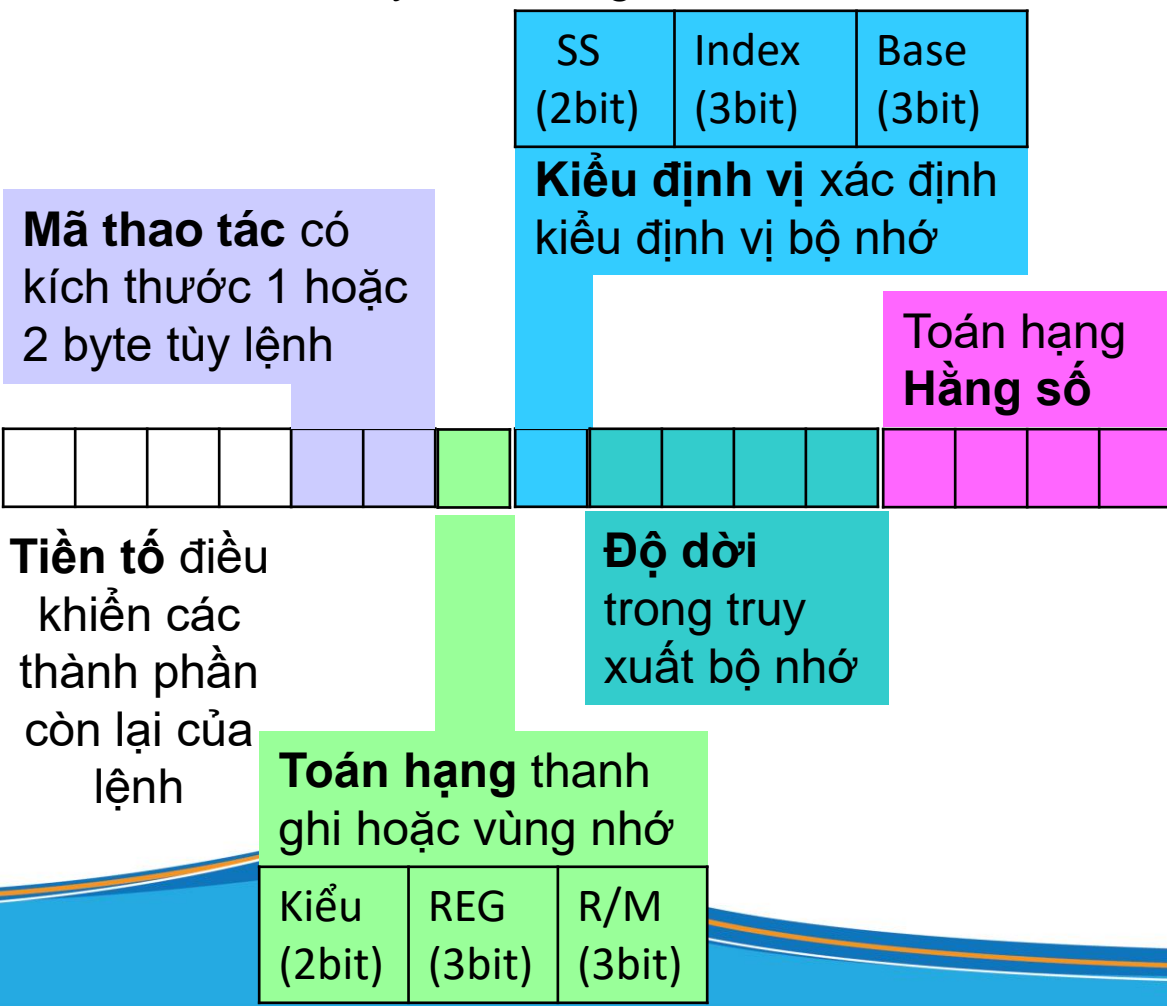 SS
(2bit)
Index
(3bit)
Base
(3bit)
Kiểu định vị xác định
kiểu định vị bộ nhớ
Mã thao tác có
kích thước 1 hoặc
2 byte tùy lệnh
Toán hạng
Hằng số
Tiền tố điều
khiển các
thành phần
còn lại của
lệnh
Độ dời
trong truy
xuất bộ nhớ
Toán hạng thanh
ghi hoặc vùng nhớ
Kiểu
(2bit)
REG
(3bit)
R/M
(3bit)